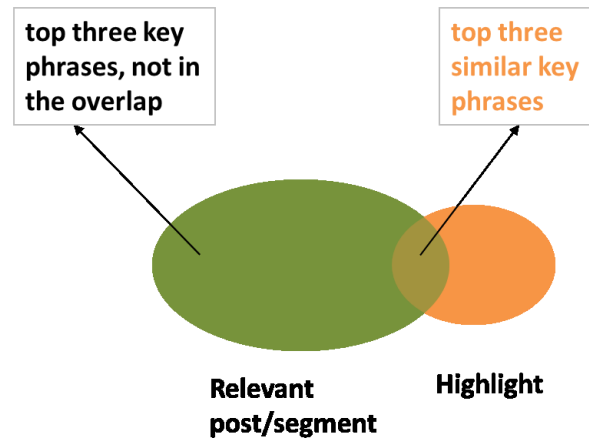 top three key
phrases, not in
the overlap
top three
similar key
phrases
Relevant
post/segment
Highlight